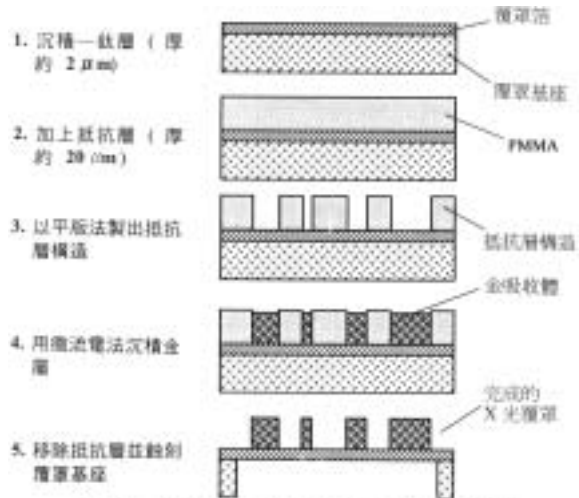 1. 沉積一鈦層 ( 厚
約 2 μm)
覆罩箔
覆罩基座
2. 加上抵抗層 ( 厚
約 20 μm)
PMMA
3. 以平版法製出抵抗
層構造
抵抗層構造
金吸收體
4. 用微流電法沉積金
層
完成的
X 光覆罩
5. 移除抵抗層並蝕刻
覆罩基座